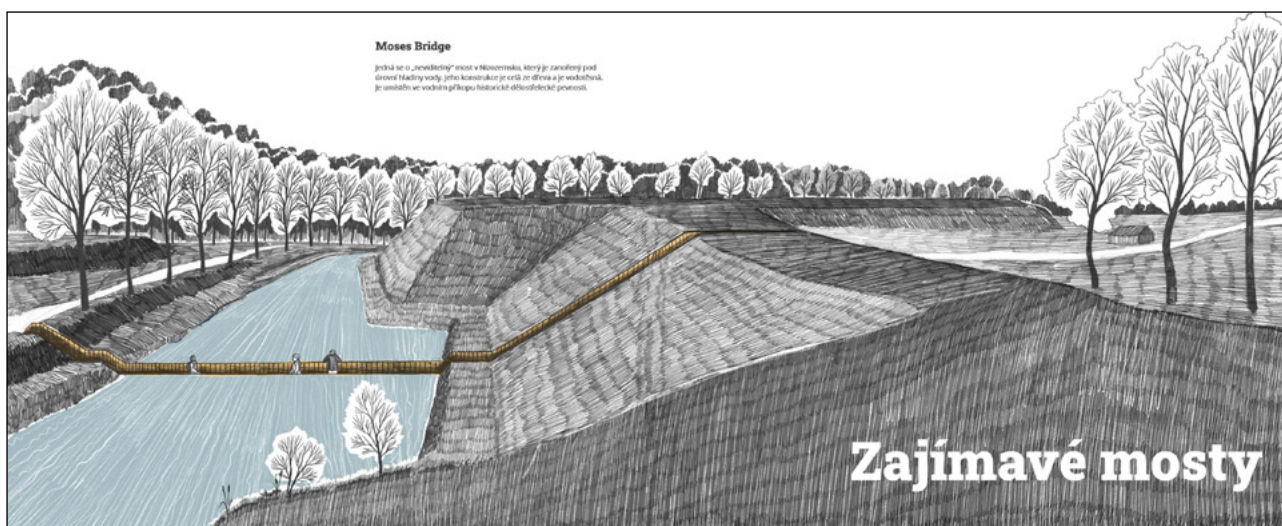 Moses Bridge
Jedná se o „neviditelný“ most v Nizozemsku, který je zanořený pod
úrovní hladiny vody. Jeho konstrukce je celá ze dřeva a je vodotěsná.
Je umístěn ve vodním příkopu historické dělostřelecké pevnosti.
Zajímavé mosty